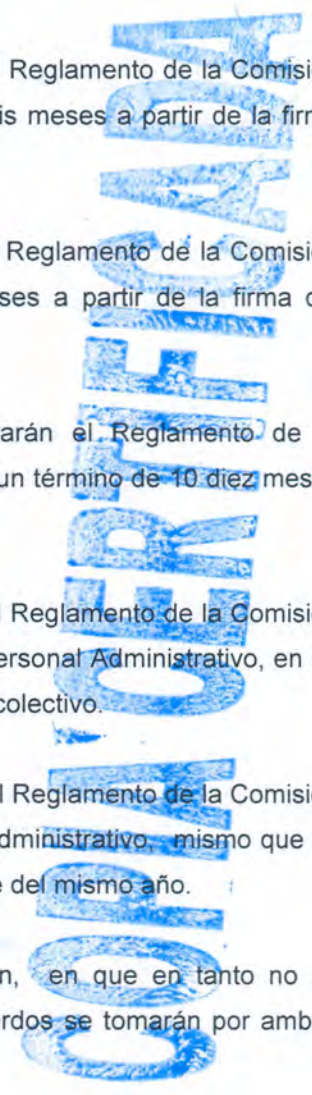 Reglamento de la Comisi
is meses a partir de la firm
Reglamento de la Comisi
ses a partir de la firma d
arán el Reglamento de
un término de 10 diez mes
l Reglamento de la Comisi
ersonal Administrativo, en
colectivo.
l Reglamento de la Comisi
dministrativo, mismo que
e del mismo año.
n, en que en tanto no
rdos se tomarán por amb
COPIA CERTIFICADA